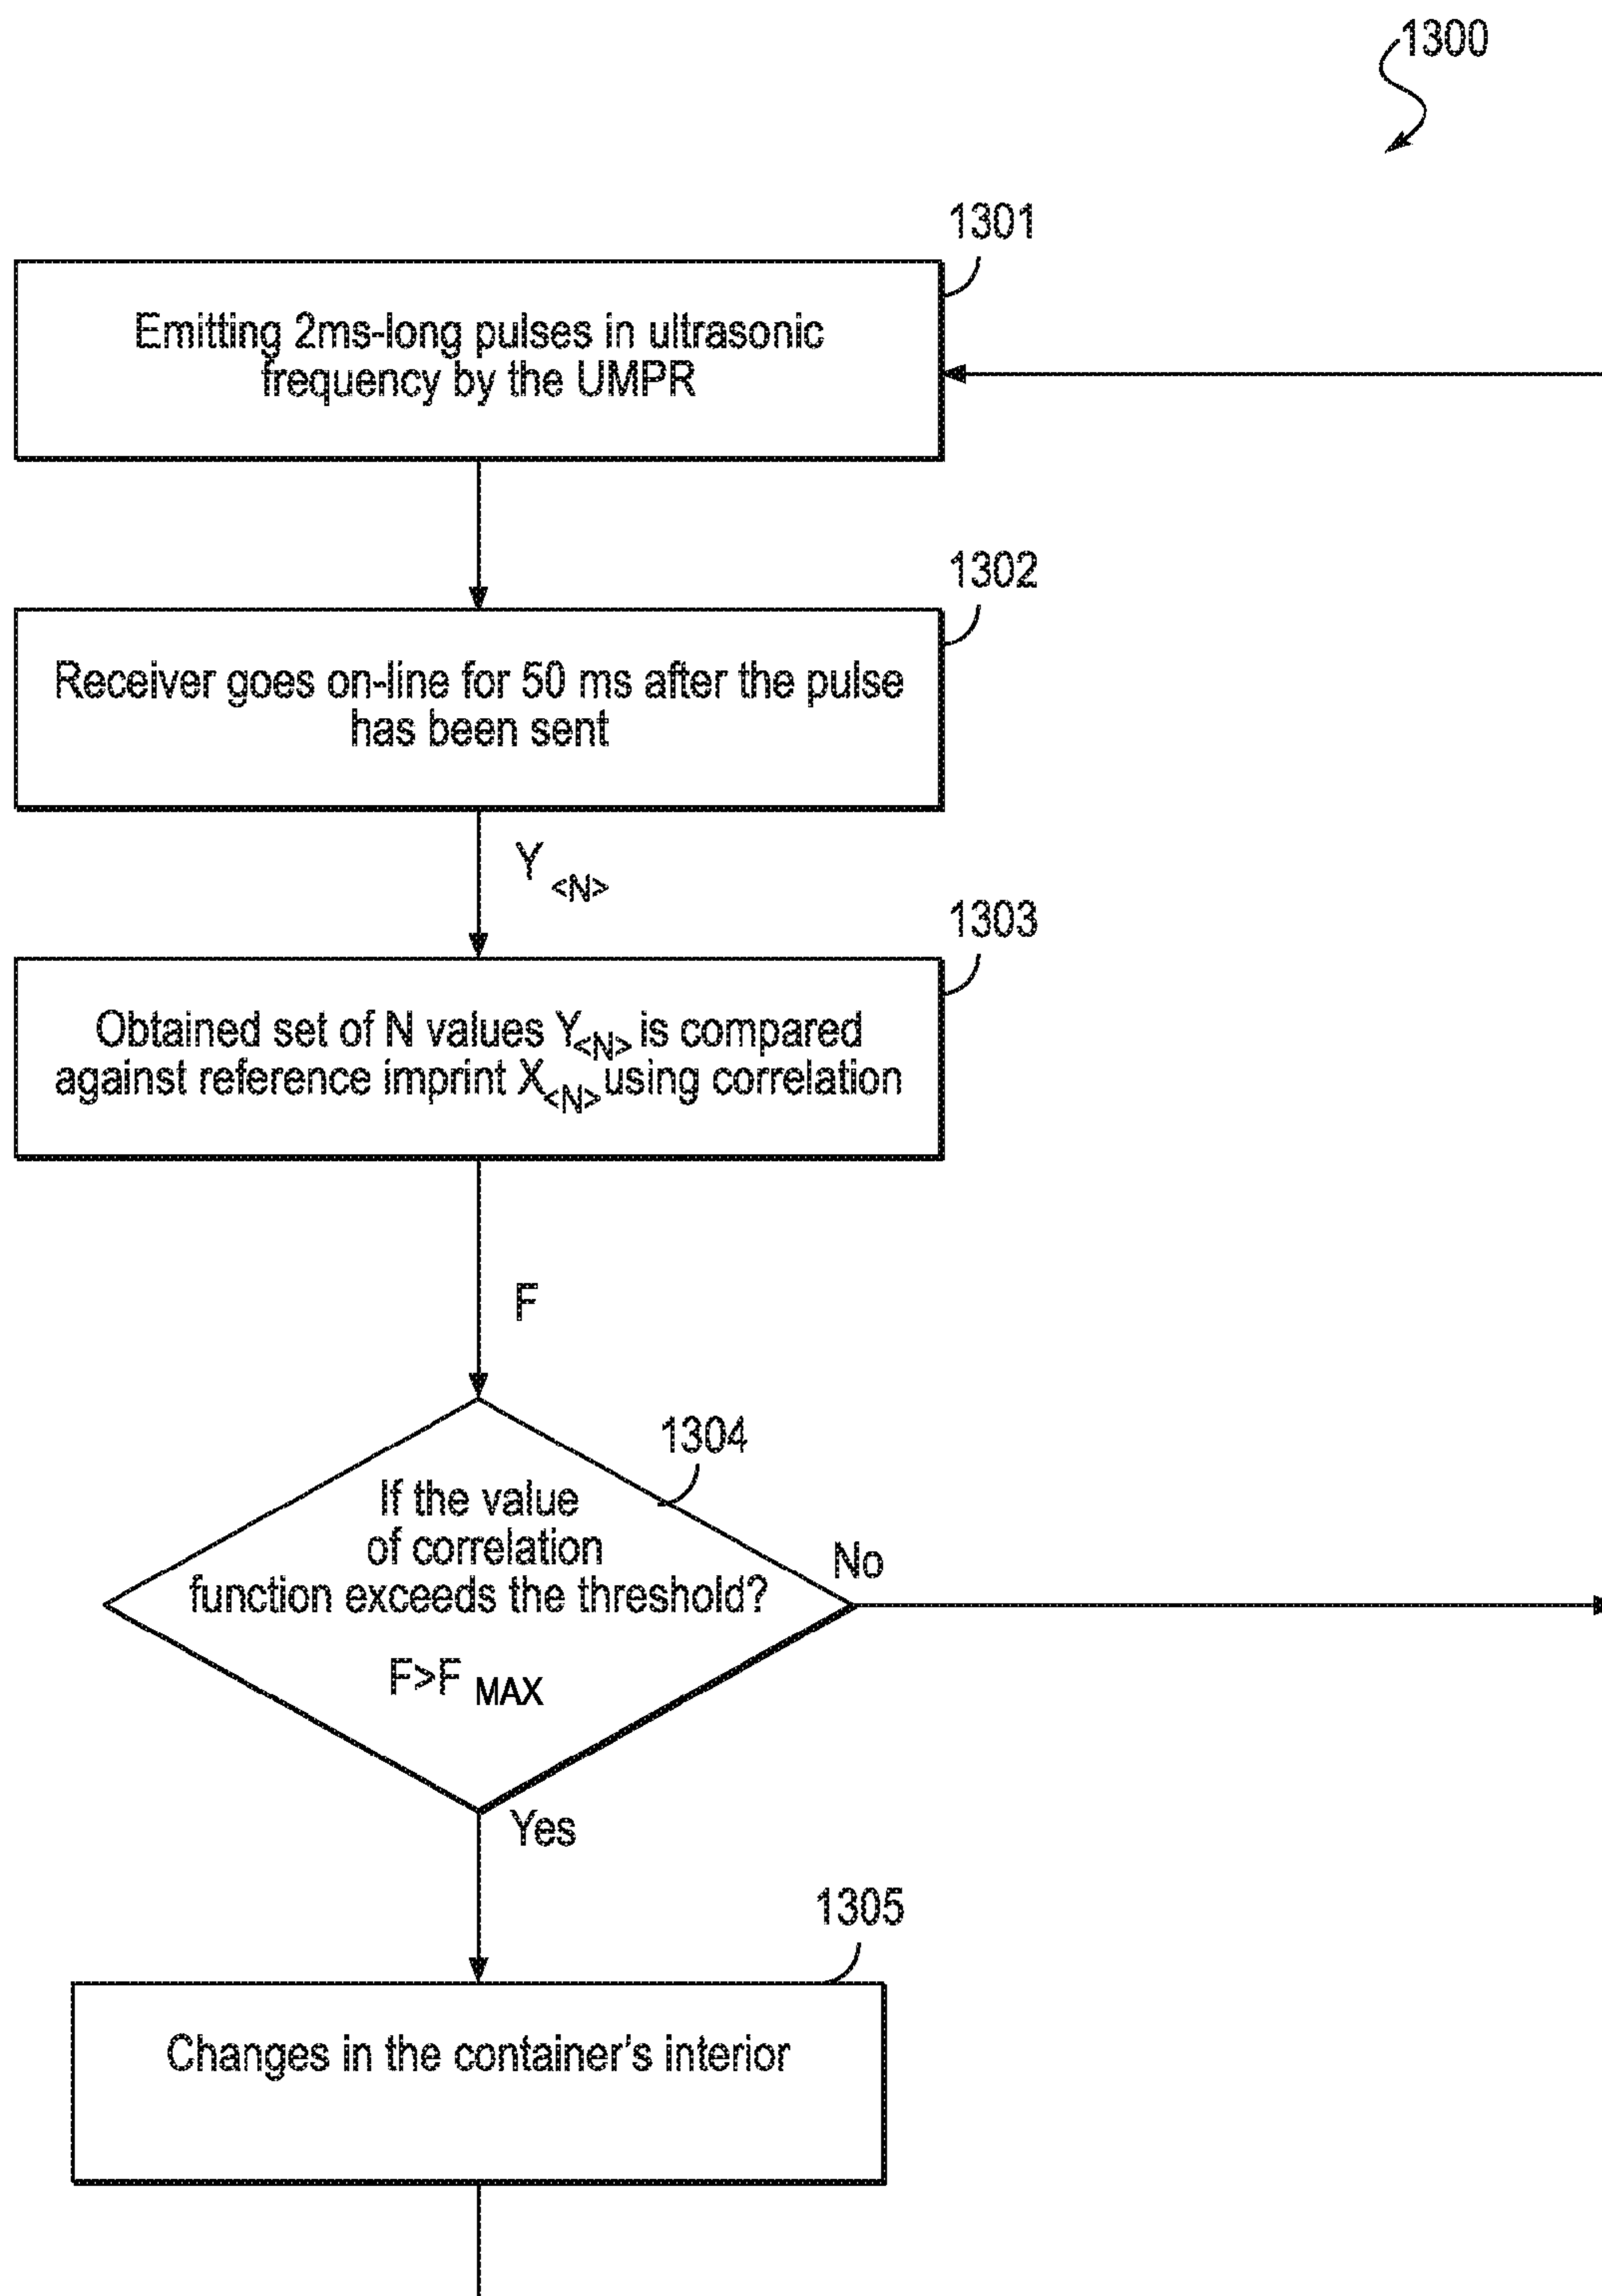 1300
1301
Emitting 2ms-long pulses in ultrasonic
frequency by the UMPR
1302
Receiver goes on-line for 50 ms after the pulse
has been sent
Y <N>
1303
Obtained set of N values Y<N> is compared
against reference imprint X<N> using correlation
F
1304
If the value
of correlation
function exceeds the threshold?
F>F MAX
No
Yes
1305
Changes in the container's interior